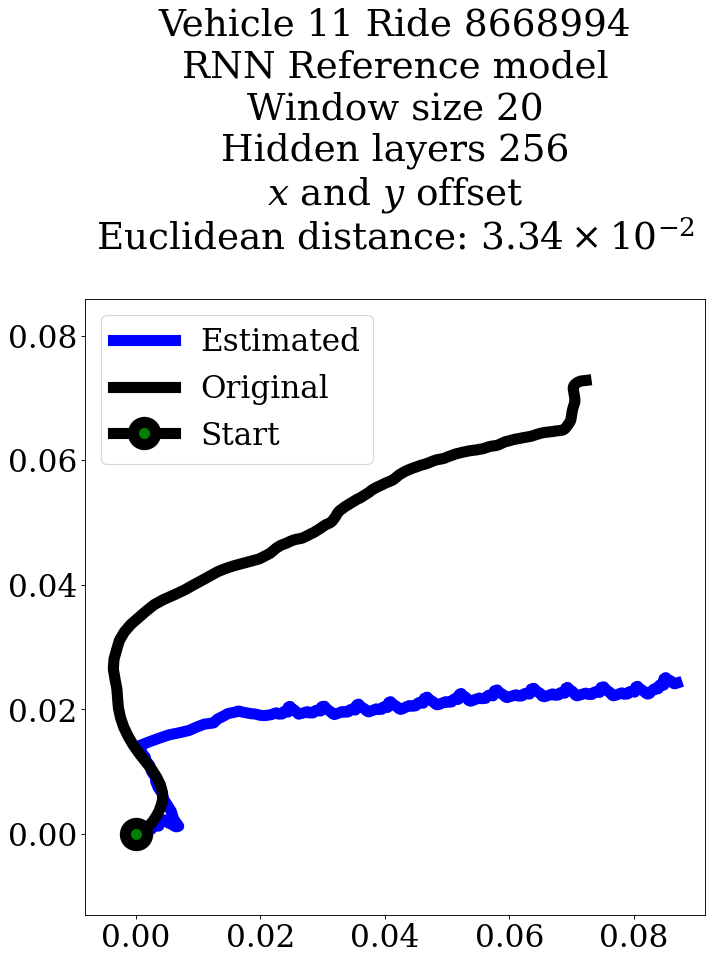 Vehicle 11 Ride 8668994
RNN Reference model
Window size 20
Hidden layers 256
x and y offset
Euclidean distance: 3.34 × 10⁻²
Estimated
Original
Start
0.08
0.06
0.04
0.02
0.00
0.00 0.02 0.04 0.06 0.08